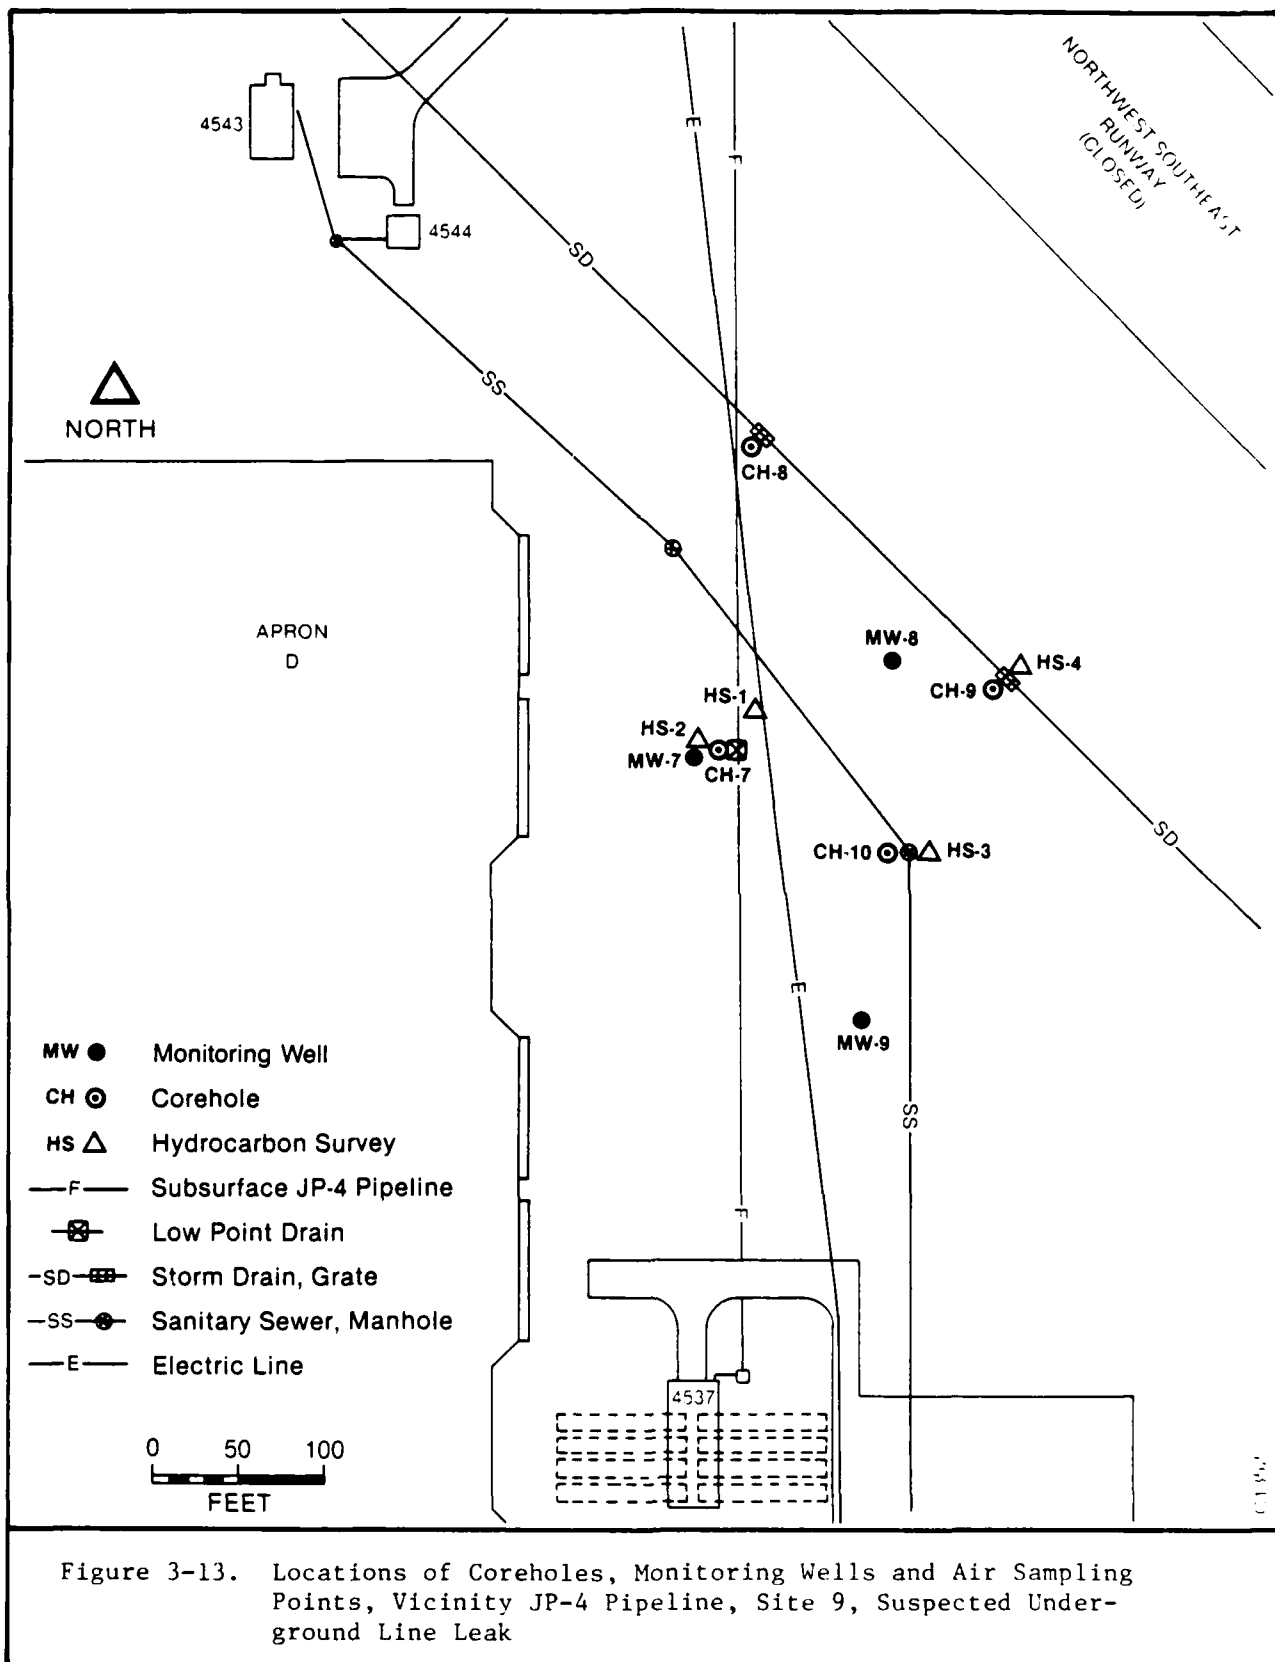 NORTHWEST SOUTHEAST
RUNWAY
(CLOSED)
4543
4544
E
F
SD
SS
NORTH
CH-8
APRON
D
MW-8
HS-4
CH-9
HS-1
HS-2
MW-7
CH-7
SD
CH-10
HS-3
E
MW-9
SS
F
MW Monitoring Well
CH Corehole
HS Hydrocarbon Survey
F Subsurface JP-4 Pipeline
Low Point Drain
SD Storm Drain, Grate
SS Sanitary Sewer, Manhole
E Electric Line
4537
0 50 100
FEET
Figure 3-13. Locations of Coreholes, Monitoring Wells and Air Sampling
Points, Vicinity JP-4 Pipeline, Site 9, Suspected Under-
ground Line Leak